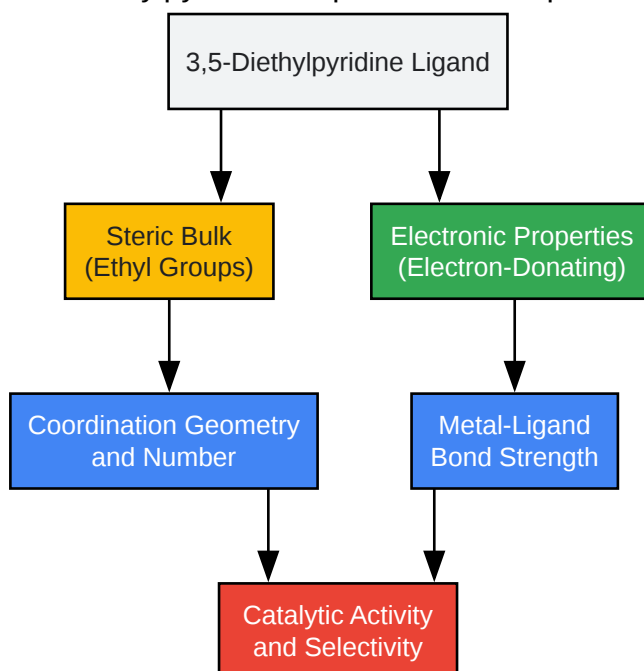 3,5-Diethylpyridine Ligand
Steric Bulk
(Ethyl Groups)
Electronic Properties
(Electron-Donating)
Coordination Geometry
and Number
Metal-Ligand
Bond Strength
Catalytic Activity
and Selectivity